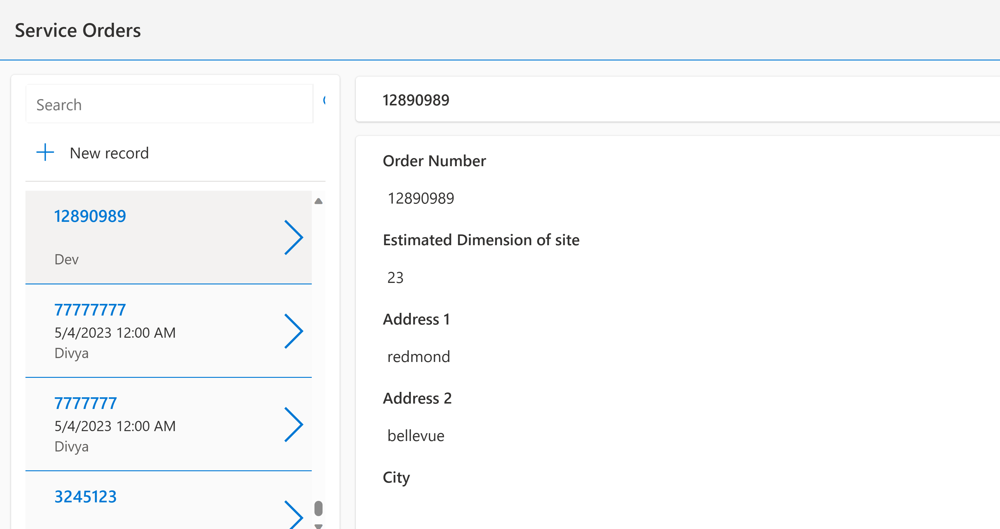 Service Orders
Search
New record
12890989
Dev
77777777
5/4/2023 12:00 AM
Divya
7777777
5/4/2023 12:00 AM
Divya
3245123
12890989
Order Number
12890989
Estimated Dimension of site
23
Address 1
redmond
Address 2
bellevue
City